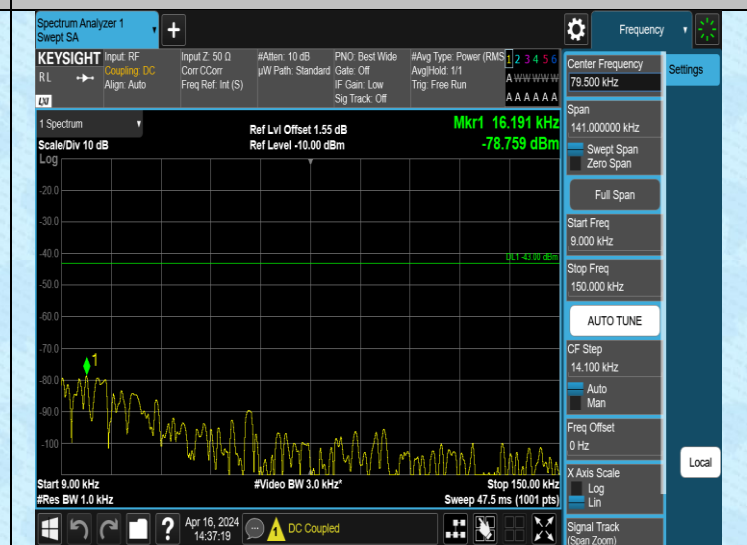 Spectrum Analyzer 1
Swept SA
+
Frequency
KEYSIGHT
RL
LXI
Input: RF
Coupling: DC
Align: Auto
Input Z: 50 Ω
Corr CCorr
Freq Ref: Int (S)
#Atten: 10 dB
µW Path: Standard
PNO: Best Wide
Gate: Off
IF Gain: Low
Sig Track: Off
#Avg Type: Power (RMS
Avg|Hold: 1/1
Trig: Free Run
1 2 3 4 5 6
A W W W W W
A A A A A A
1 Spectrum
Scale/Div 10 dB
Log
Ref Lvl Offset 1.55 dB
Ref Level -10.00 dBm
Mkr1 16.191 kHz
-78.759 dBm
-20.0
-30.0
-40.0
DL1 -43.00 dBm
-50.0
-60.0
-70.0
1
-80.0
-90.0
-100
Start 9.00 kHz
#Res BW 1.0 kHz
#Video BW 3.0 kHz*
Stop 150.00 kHz
Sweep 47.5 ms (1001 pts)
?
Apr 16, 2024
14:37:19
DC Coupled
Center Frequency
79.500 kHz
Settings
Span
141.000000 kHz
Swept Span
Zero Span
Full Span
Start Freq
9.000 kHz
Stop Freq
150.000 kHz
AUTO TUNE
CF Step
14.100 kHz
Auto
Man
Freq Offset
0 Hz
X Axis Scale
Log
Lin
Local
Signal Track
(Span Zoom)